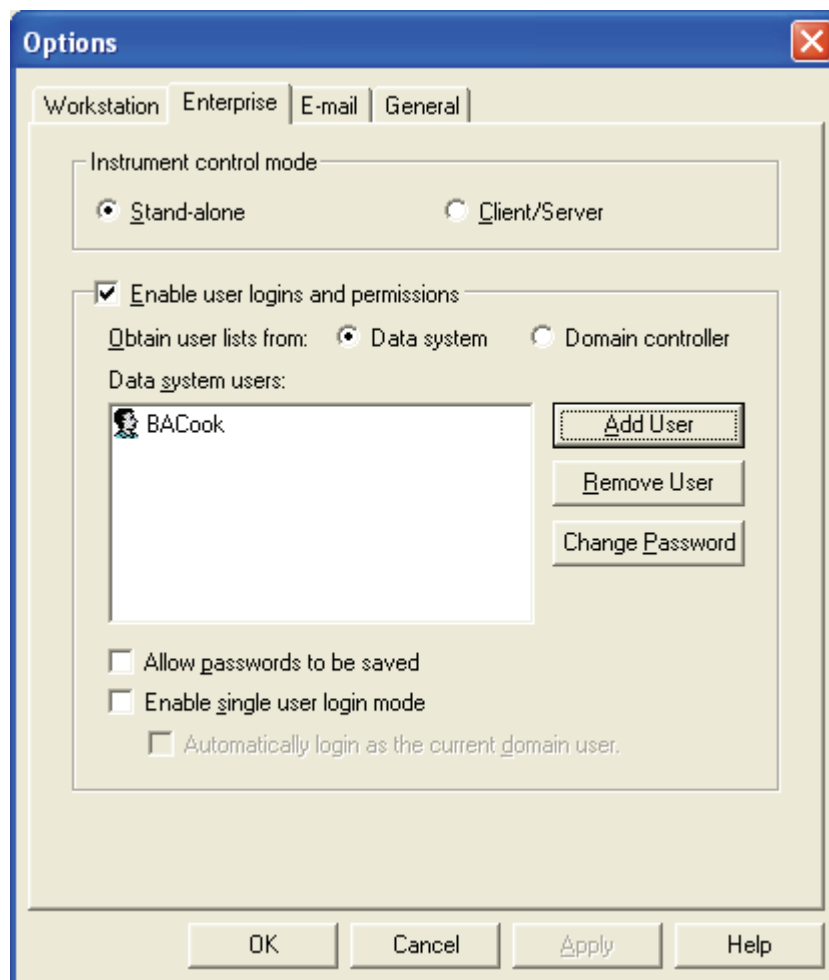 Options
Workstation Enterprise E-mail General
Instrument control mode
Stand-alone Client/Server
Enable user logins and permissions
Obtain user lists from: Data system Domain controller
Data system users:
BACook
Add User
Remove User
Change Password
Allow passwords to be saved
Enable single user login mode
Automatically login as the current domain user.
OK Cancel Apply Help